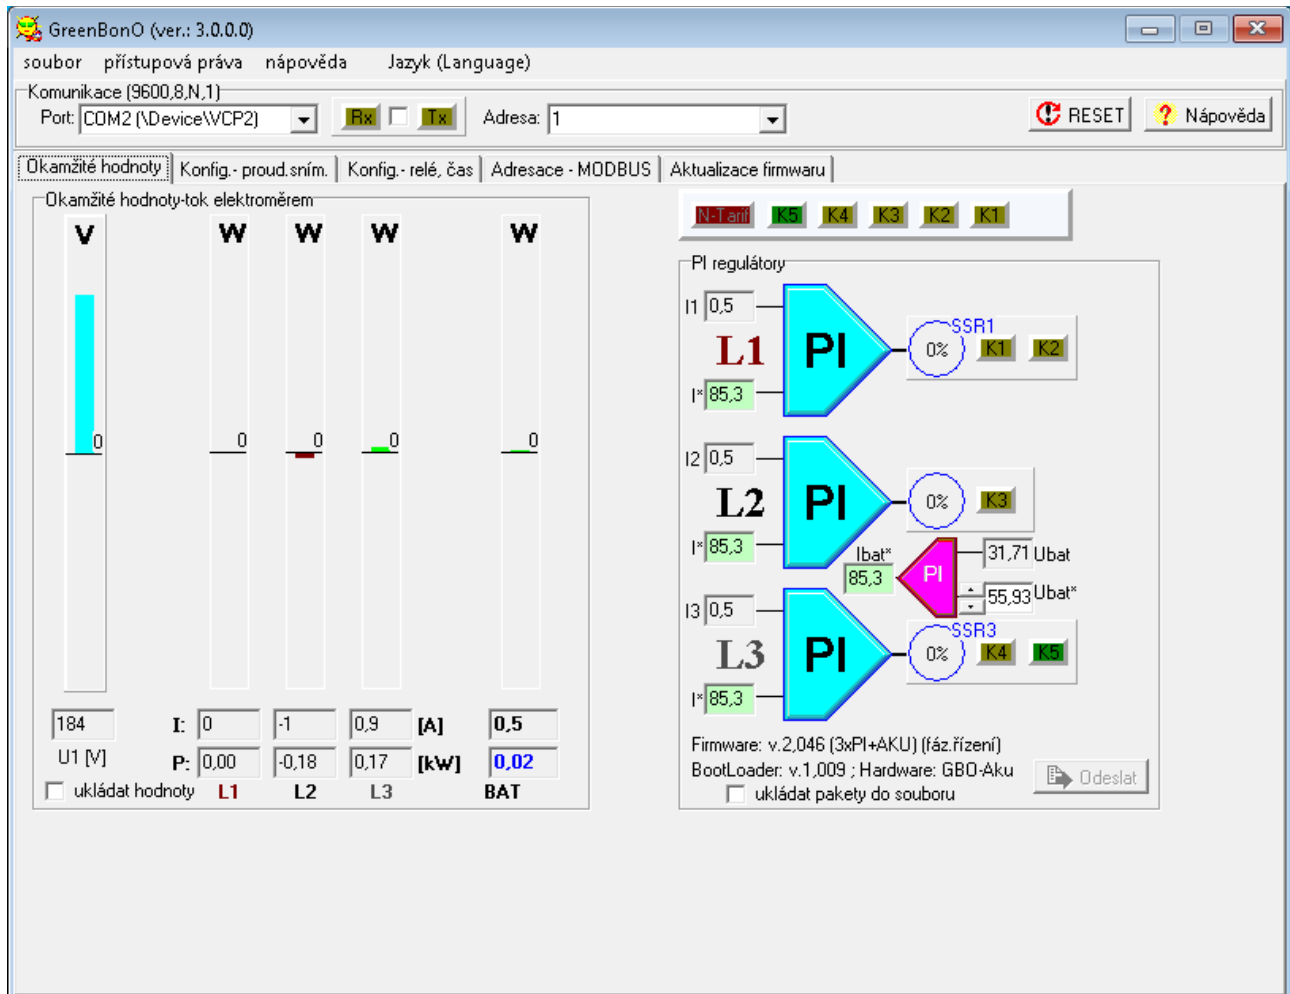 GreenBonO (ver.: 3.0.0.0)
soubor přístupová práva nápověda Jazyk (Language)
Komunikace (9600,8,N,1)
Port: COM2 (\Device\VCP2) Rx Tx Adresa: 1 RESET ? Nápověda
Okamžité hodnoty Konfig.- proud.sním. Konfig.- relé, čas Adresace - MODBUS Aktualizace firmwaru
Okamžité hodnoty-tok elektroměrem
V W W W W
0 0 0 0 0
184 I: 0 -1 0,9 [A] 0,5
U1 [V] P: 0,00 -0,18 0,17 [kW] 0,02
ukládat hodnoty L1 L2 L3 BAT
N-Tarif K5 K4 K3 K2 K1
PI regulátory
I1 0,5
L1 PI 0% SSR1 K1 K2
I* 85,3
I2 0,5
L2 PI 0% K3
I* 85,3
Ibat* 85,3 PI 31,71 Ubat
55,93 Ubat*
I3 0,5
L3 PI 0% SSR3 K4 K5
I* 85,3
Firmware: v.2,046 (3xPI+AKU) (fáz.řízení)
BootLoader: v.1,009 ; Hardware: GBO-Aku
ukládat pakety do souboru
Odeslat